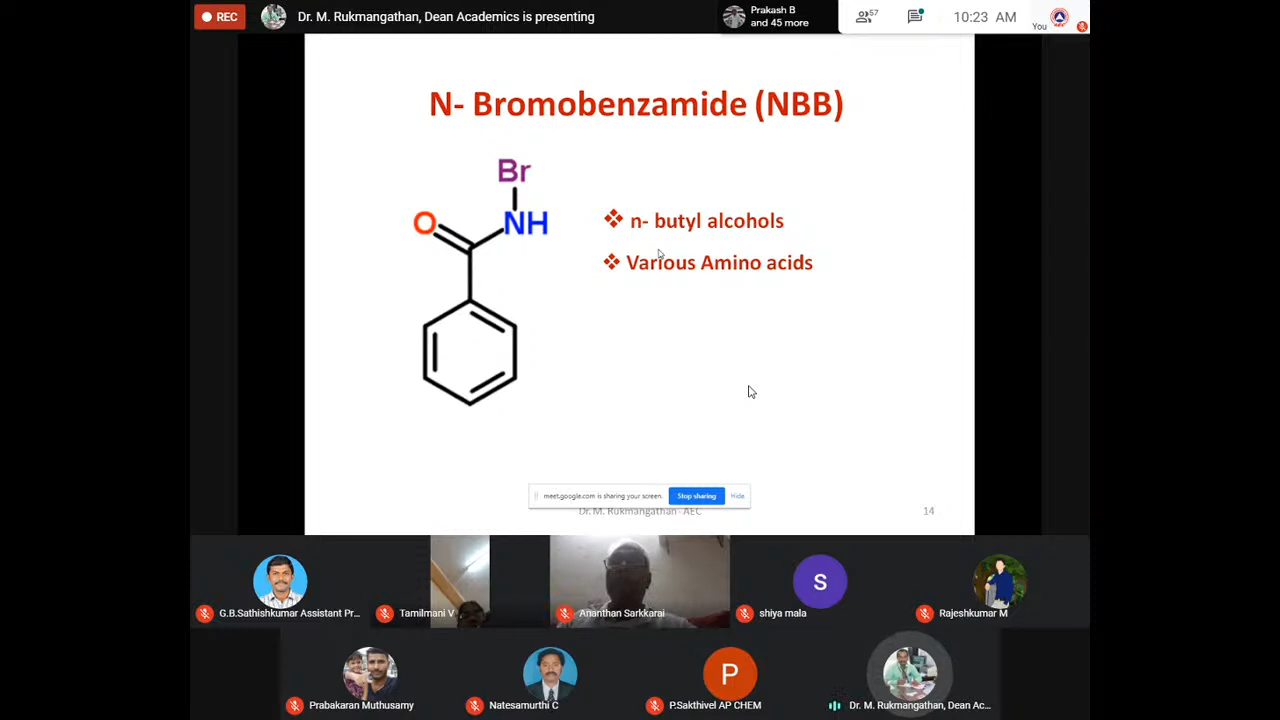 REC
Dr. M. Rukmangathan, Dean Academics is presenting
Prakash B
and 45 more
57
10:23 AM
You
N- Bromobenzamide (NBB)
Br
O
NH
❖ n- butyl alcohols
❖ Various Amino acids
meet.google.com is sharing your screen.
Stop sharing
Hide
Dr. M. Rukmangathan - AEC
14
G.B.Sathishkumar Assistant Pr...
Tamilmani V
Ananthan Sarkkarai
S
shiya mala
Rajeshkumar M
Prabakaran Muthusamy
Natesamurthi C
P
P.Sakthivel AP CHEM
Dr. M. Rukmangathan, Dean Ac...